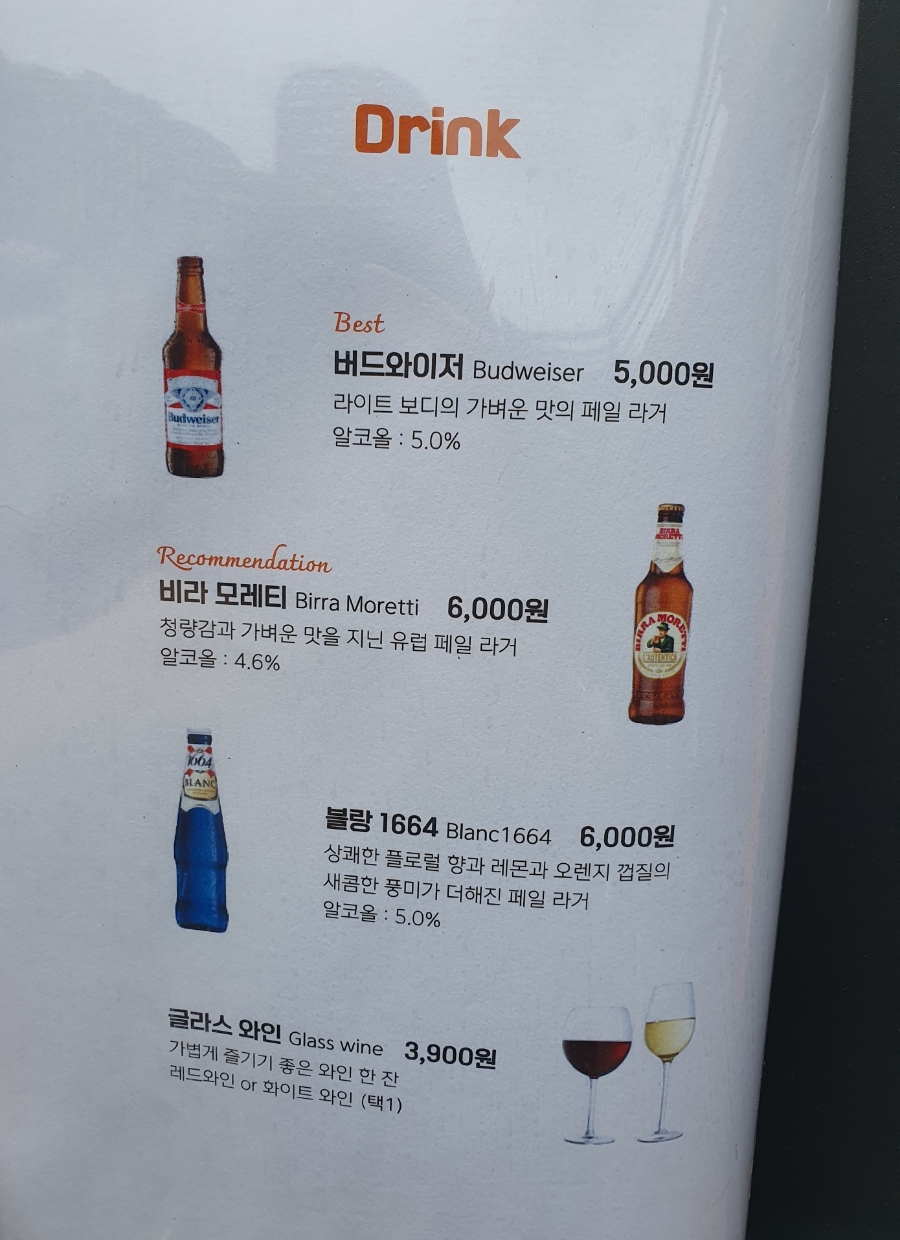 Drink
Best
버드와이저 Budweiser 5,000원
라이트 보디의 가벼운 맛의 페일 라거
알코올 : 5.0%
Budweiser
Recommendation
비라 모레티 Birra Moretti 6,000원
청량감과 가벼운 맛을 지닌 유럽 페일 라거
알코올 : 4.6%
BIRRA
MORETTI
BIRRA MORETTI
1664
BLANC
블랑 1664 Blanc1664 6,000원
상쾌한 플로럴 향과 레몬과 오렌지 껍질의
새콤한 풍미가 더해진 페일 라거
알코올 : 5.0%
글라스 와인 Glass wine 3,900원
가볍게 즐기기 좋은 와인 한 잔
레드와인 or 화이트 와인 (택1)